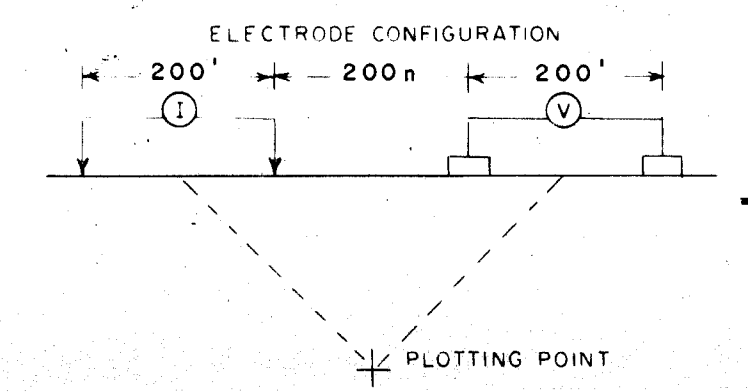 ELECTRODE CONFIGURATION
200' 200n 200'
I V
PLOTTING POINT